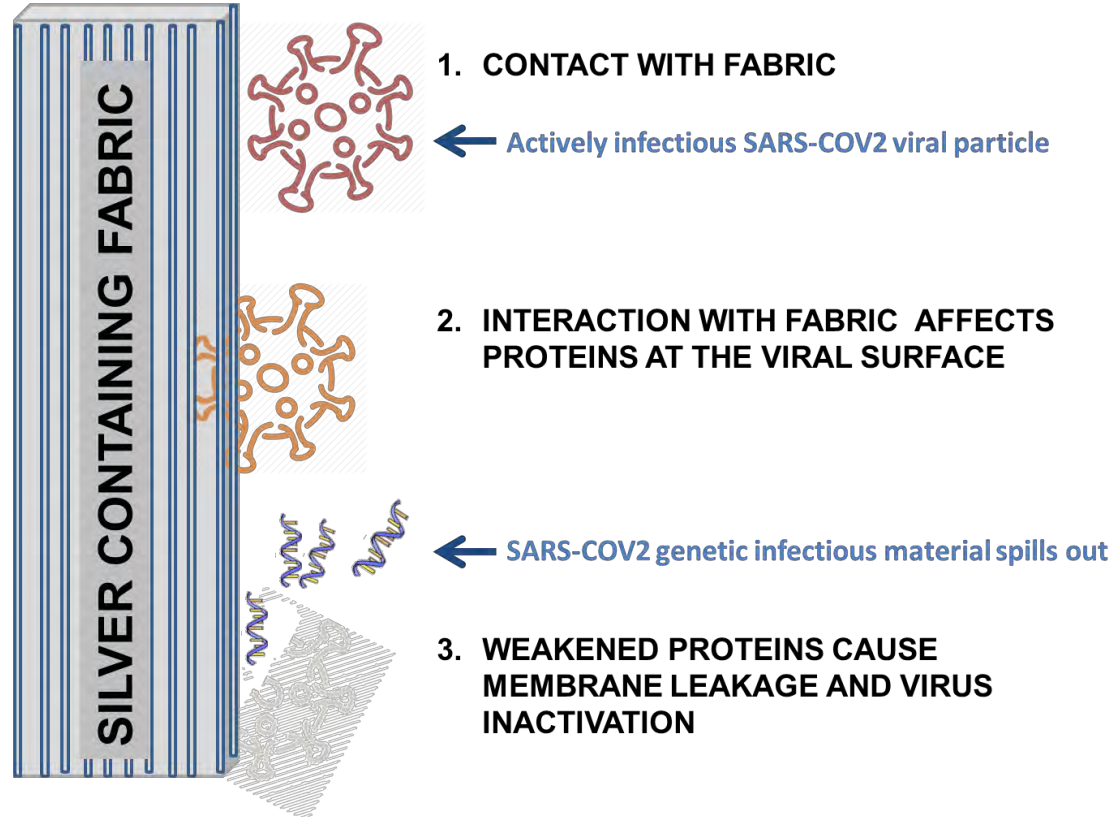 SILVER CONTAINING FABRIC
1. CONTACT WITH FABRIC
Actively infectious SARS-COV2 viral particle
2. INTERACTION WITH FABRIC AFFECTS
PROTEINS AT THE VIRAL SURFACE
SARS-COV2 genetic infectious material spills out
3. WEAKENED PROTEINS CAUSE
MEMBRANE LEAKAGE AND VIRUS
INACTIVATION